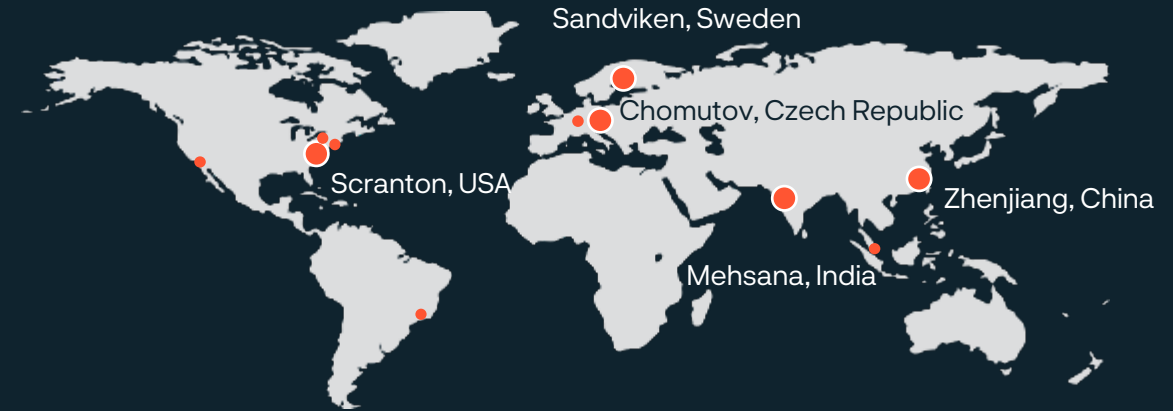 Sandviken, Sweden
Chomutov, Czech Republic
Scranton, USA
Zhenjiang, China
Mehsana, India